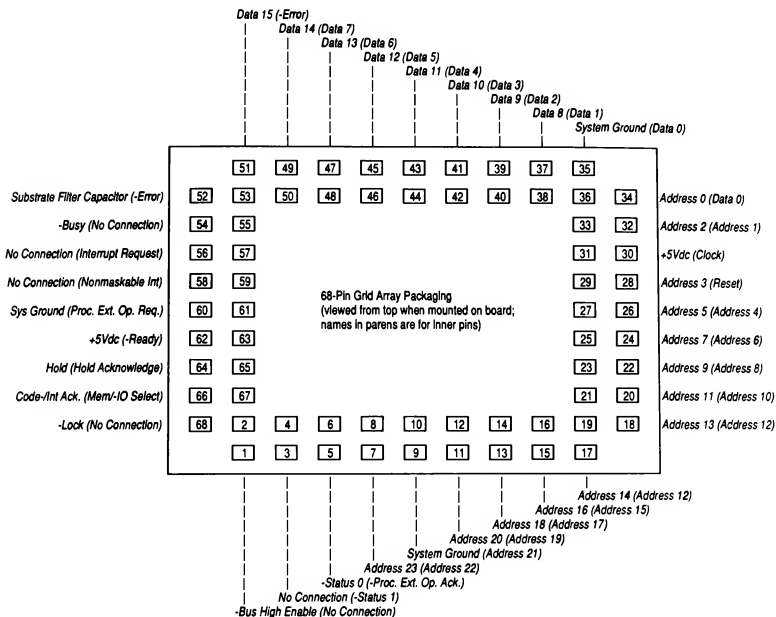 Data 15 (-Error)
Data 14 (Data 7)
Data 13 (Data 6)
Data 12 (Data 5)
Data 11 (Data 4)
Data 10 (Data 3)
Data 9 (Data 2)
Data 8 (Data 1)
System Ground (Data 0)
51 49 47 45 43 41 39 37 35
Substrate Filter Capacitor (-Error) 52 53 50 48 46 44 42 40 38 36 34 Address 0 (Data 0)
-Busy (No Connection) 54 55 33 32 Address 2 (Address 1)
No Connection (Interrupt Request) 56 57 31 30 +5Vdc (Clock)
No Connection (Nonmaskable Int) 58 59 29 28 Address 3 (Reset)
68-Pin Grid Array Packaging
(viewed from top when mounted on board;
names in parens are for inner pins)
Sys Ground (Proc. Ext. Op. Req.) 60 61 27 26 Address 5 (Address 4)
+5Vdc (-Ready) 62 63 25 24 Address 7 (Address 6)
Hold (Hold Acknowledge) 64 65 23 22 Address 9 (Address 8)
Code-/Int Ack. (Mem/-IO Select) 66 67 21 20 Address 11 (Address 10)
-Lock (No Connection) 68 2 4 6 8 10 12 14 16 19 18 Address 13 (Address 12)
1 3 5 7 9 11 13 15 17
Address 14 (Address 12)
Address 16 (Address 15)
Address 18 (Address 17)
Address 20 (Address 19)
System Ground (Address 21)
Address 23 (Address 22)
-Status 0 (-Proc. Ext. Op. Ack.)
No Connection (-Status 1)
-Bus High Enable (No Connection)